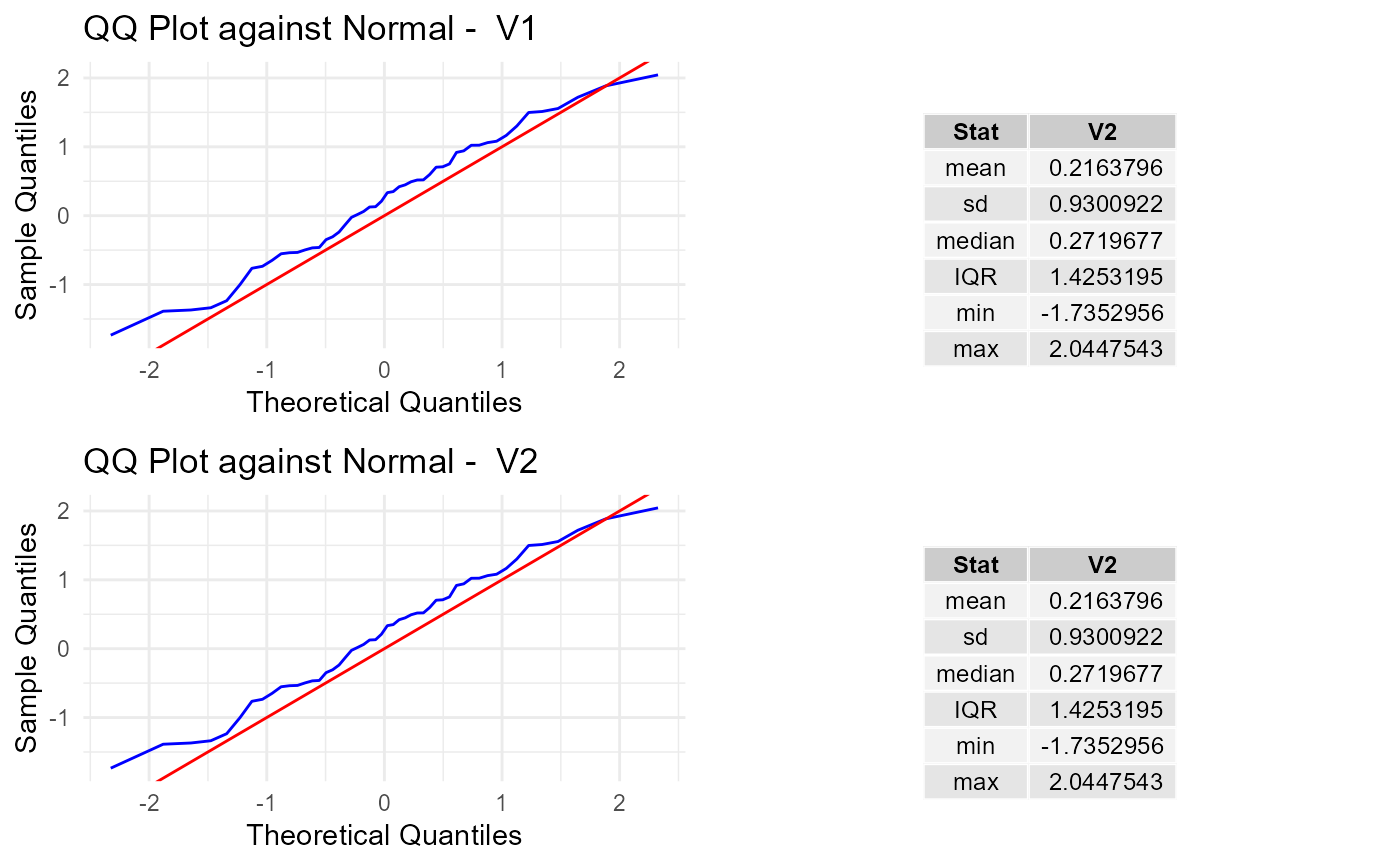 QQ Plot against Normal -  V1
Sample Quantiles
2
1
0
-1
-2 -1 0 1 2
Theoretical Quantiles
Stat V2
mean 0.2163796
sd 0.9300922
median 0.2719677
IQR 1.4253195
min -1.7352956
max 2.0447543
QQ Plot against Normal -  V2
Sample Quantiles
2
1
0
-1
-2 -1 0 1 2
Theoretical Quantiles
Stat V2
mean 0.2163796
sd 0.9300922
median 0.2719677
IQR 1.4253195
min -1.7352956
max 2.0447543